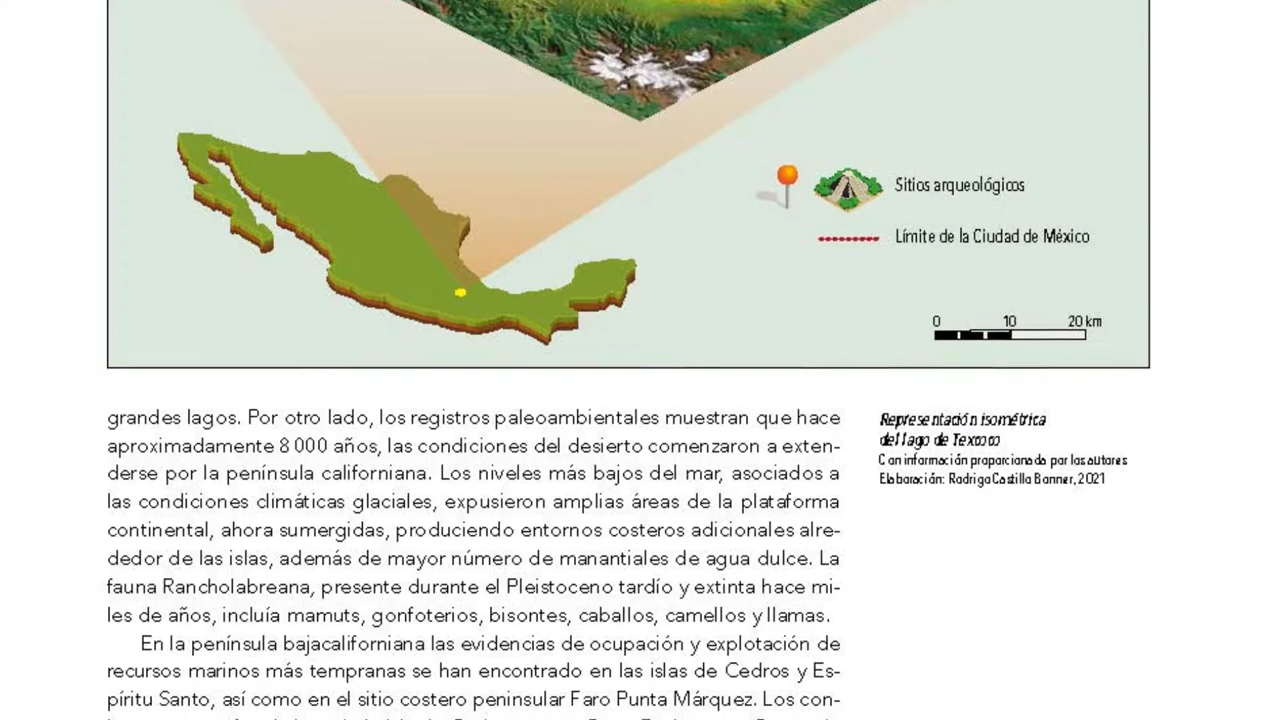 Sitios arqueológicos
Límite de la Ciudad de México
0 10 20 km
grandes lagos. Por otro lado, los registros paleoambientales muestran que hace
aproximadamente 8 000 años, las condiciones del desierto comenzaron a exten-
derse por la península californiana. Los niveles más bajos del mar, asociados a
las condiciones climáticas glaciales, expusieron amplias áreas de la plataforma
continental, ahora sumergidas, produciendo entornos costeros adicionales alre-
dedor de las islas, además de mayor número de manantiales de agua dulce. La
fauna Rancholabreana, presente durante el Pleistoceno tardío y extinta hace mi-
les de años, incluía mamuts, gonfoterios, bisontes, caballos, camellos y llamas.
En la península bajacaliforniana las evidencias de ocupación y explotación de
recursos marinos más tempranas se han encontrado en las islas de Cedros y Es-
píritu Santo, así como en el sitio costero peninsular Faro Punta Márquez. Los con-
Representación isométrica
del lago de Texcoco
Con información proporcionada por los autores
Elaboración: Rodrigo Castillo Banner, 2021